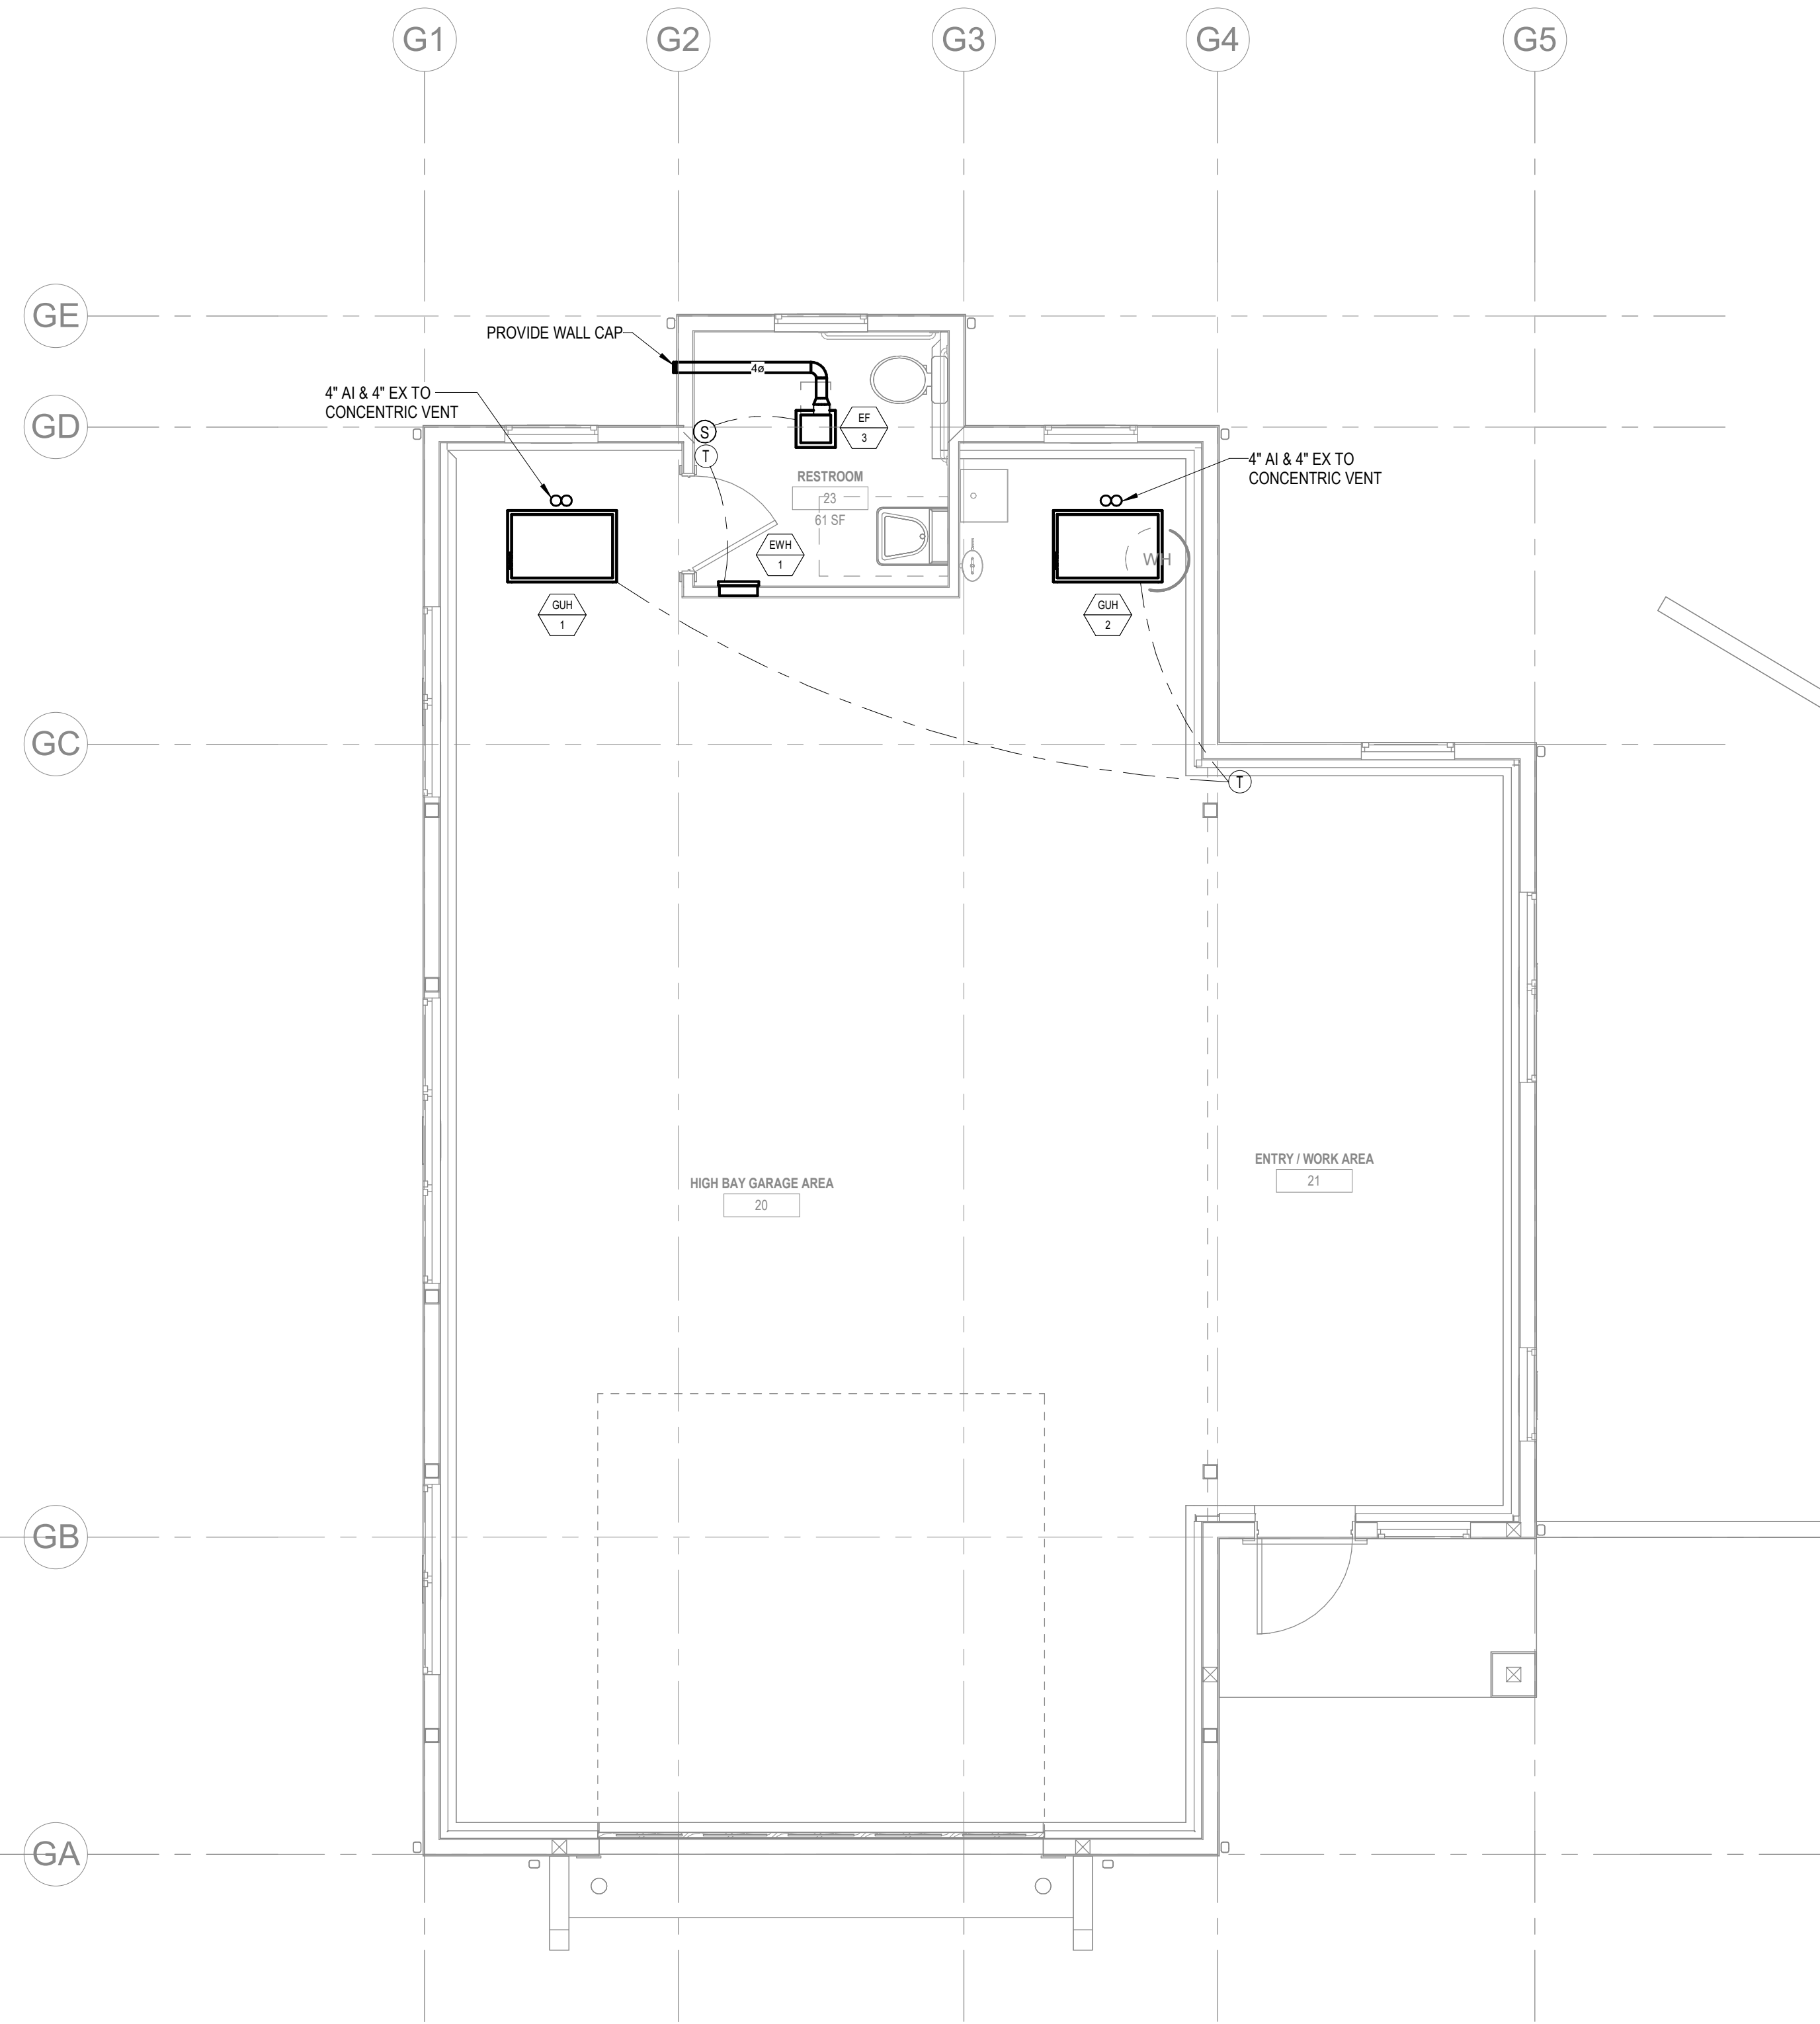 G1
G2
G3
G4
G5
GE
PROVIDE WALL CAP
4ø
4" AI & 4" EX TO
CONCENTRIC VENT
GD
EF
3
S
T
4" AI & 4" EX TO
CONCENTRIC VENT
RESTROOM
23
61 SF
EWH
1
WH
GUH
1
GUH
2
GC
T
ENTRY / WORK AREA
21
HIGH BAY GARAGE AREA
20
GB
GA